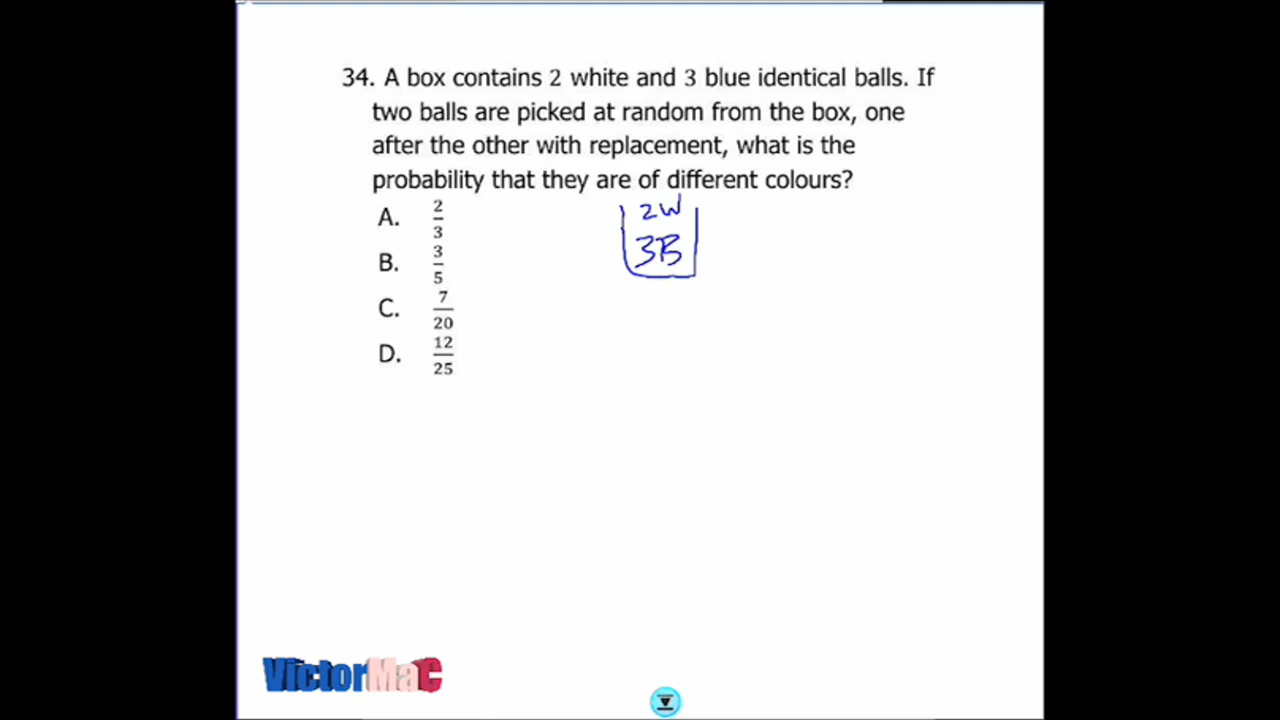 34. A box contains 2 white and 3 blue identical balls. If
two balls are picked at random from the box, one
after the other with replacement, what is the
probability that they are of different colours?
A. 2/3
B. 3/5
C. 7/20
D. 12/25
2W
3B
VictorMaC